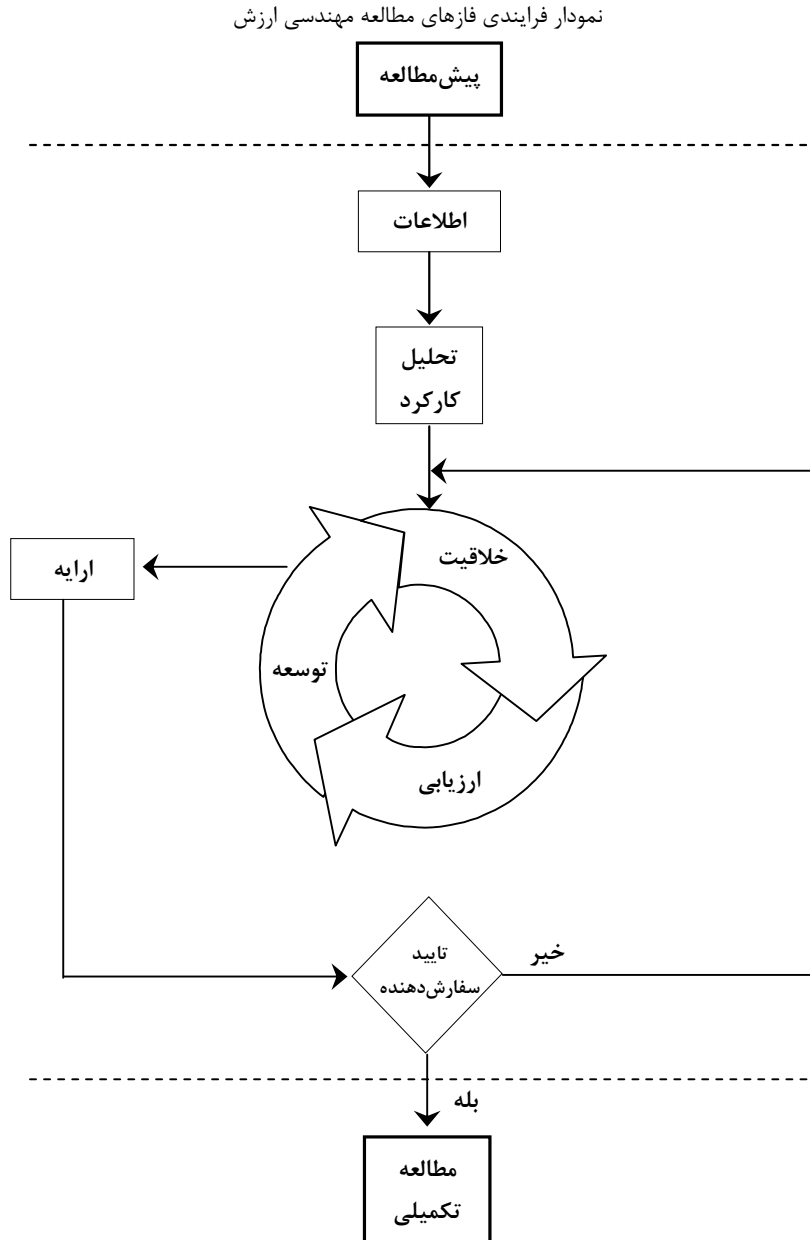 نمودار فرایندی فازهای مطالعه مهندسی ارزش
پیش‌مطالعه
اطلاعات
تحلیل
کارکرد
خلاقیت
ارایه
توسعه
ارزیابی
تایید
سفارش‌دهنده
خیر
بله
مطالعه
تکمیلی